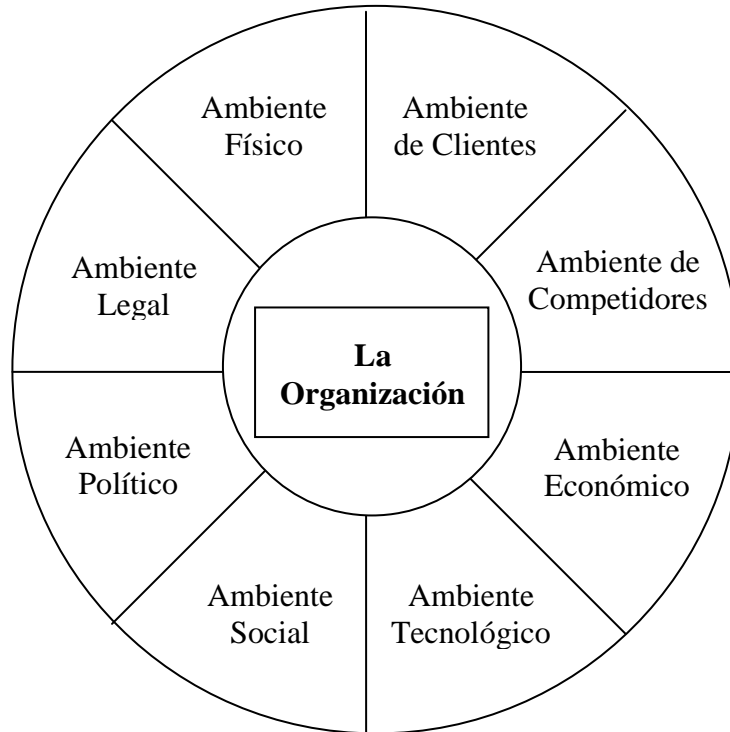 Ambiente
Físico
Ambiente
de Clientes
Ambiente
Legal
Ambiente de
Competidores
La
Organización
Ambiente
Político
Ambiente
Económico
Ambiente
Social
Ambiente
Tecnológico